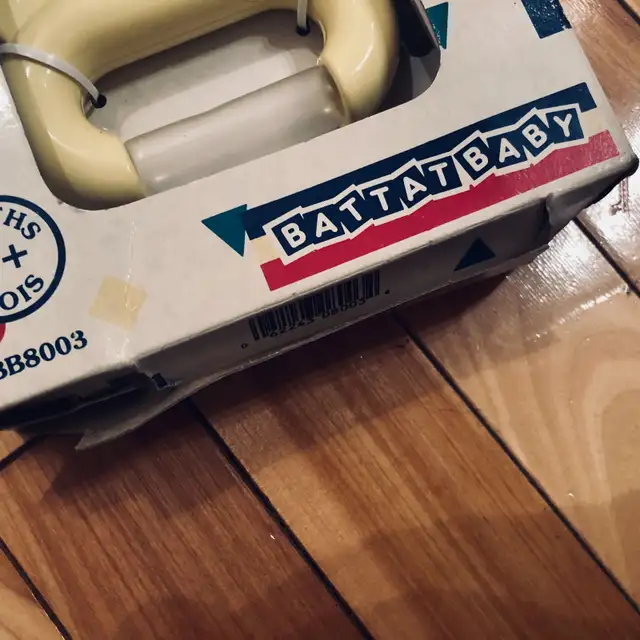 BATTAT BABY
THS
+
OIS
BB8003